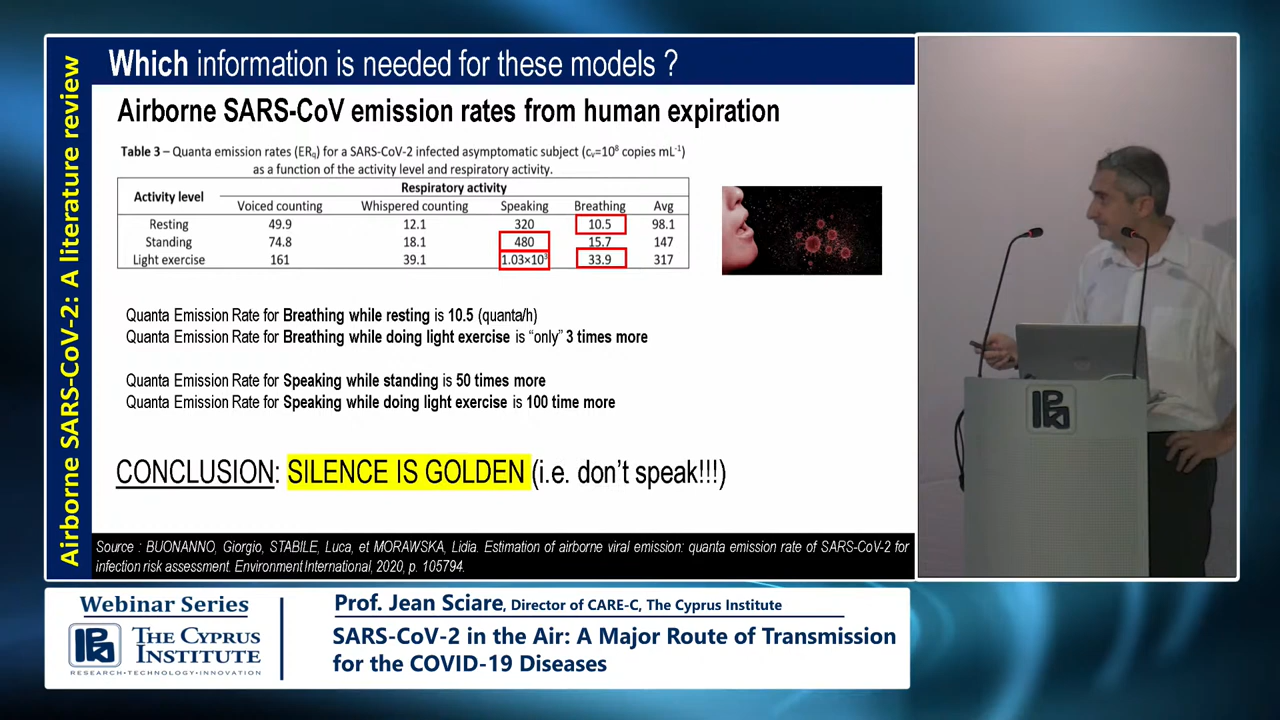 Airborne SARS-CoV-2: A literature review
Which information is needed for these models ?
Airborne SARS-CoV emission rates from human expiration
Table 3 – Quanta emission rates (ERq) for a SARS-CoV-2 infected asymptomatic subject (cv=10⁸ copies mL⁻¹)
as a function of the activity level and respiratory activity.
Activity level Respiratory activity
Voiced counting Whispered counting Speaking Breathing Avg
Resting 49.9 12.1 320 10.5 98.1
Standing 74.8 18.1 480 15.7 147
Light exercise 161 39.1 1.03×10³ 33.9 317
Quanta Emission Rate for Breathing while resting is 10.5 (quanta/h)
Quanta Emission Rate for Breathing while doing light exercise is “only” 3 times more
Quanta Emission Rate for Speaking while standing is 50 times more
Quanta Emission Rate for Speaking while doing light exercise is 100 time more
CONCLUSION: SILENCE IS GOLDEN (i.e. don’t speak!!!)
Source : BUONANNO, Giorgio, STABILE, Luca, et MORAWSKA, Lidia. Estimation of airborne viral emission: quanta emission rate of SARS-CoV-2 for
infection risk assessment. Environment International, 2020, p. 105794.
Webinar Series
THE CYPRUS
INSTITUTE
RESEARCH•TECHNOLOGY•INNOVATION
Prof. Jean Sciare, Director of CARE-C, The Cyprus Institute
SARS-CoV-2 in the Air: A Major Route of Transmission
for the COVID-19 Diseases